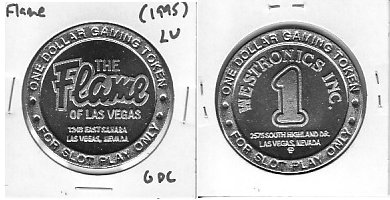 Flame
(1995)
LV
ONE DOLLAR GAMING TOKEN
THE
Flame
OF LAS VEGAS
LAS VEGAS, NEVADA
FOR SLOT PLAY ONLY
GDC
ONE DOLLAR GAMING TOKEN
WESTRONICS INC.
1
2575 SOUTH HIGHLAND DR.
LAS VEGAS, NEVADA
FOR SLOT PLAY ONLY